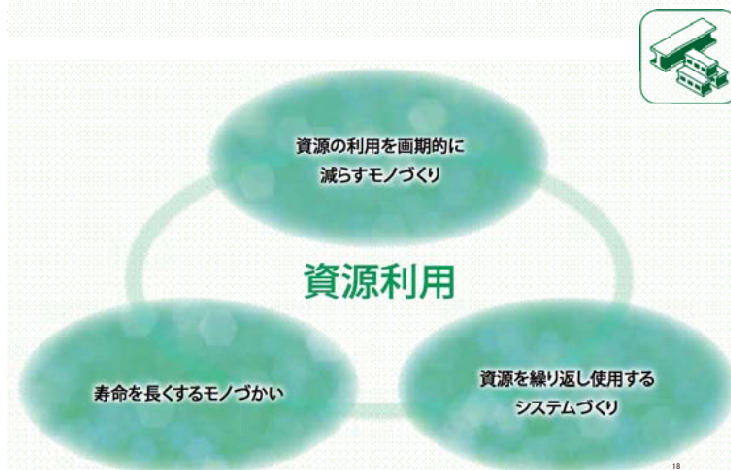 資源の利用を画期的に
減らすモノづくり
資源利用
寿命を長くするモノづかい
資源を繰り返し使用する
システムづくり
18